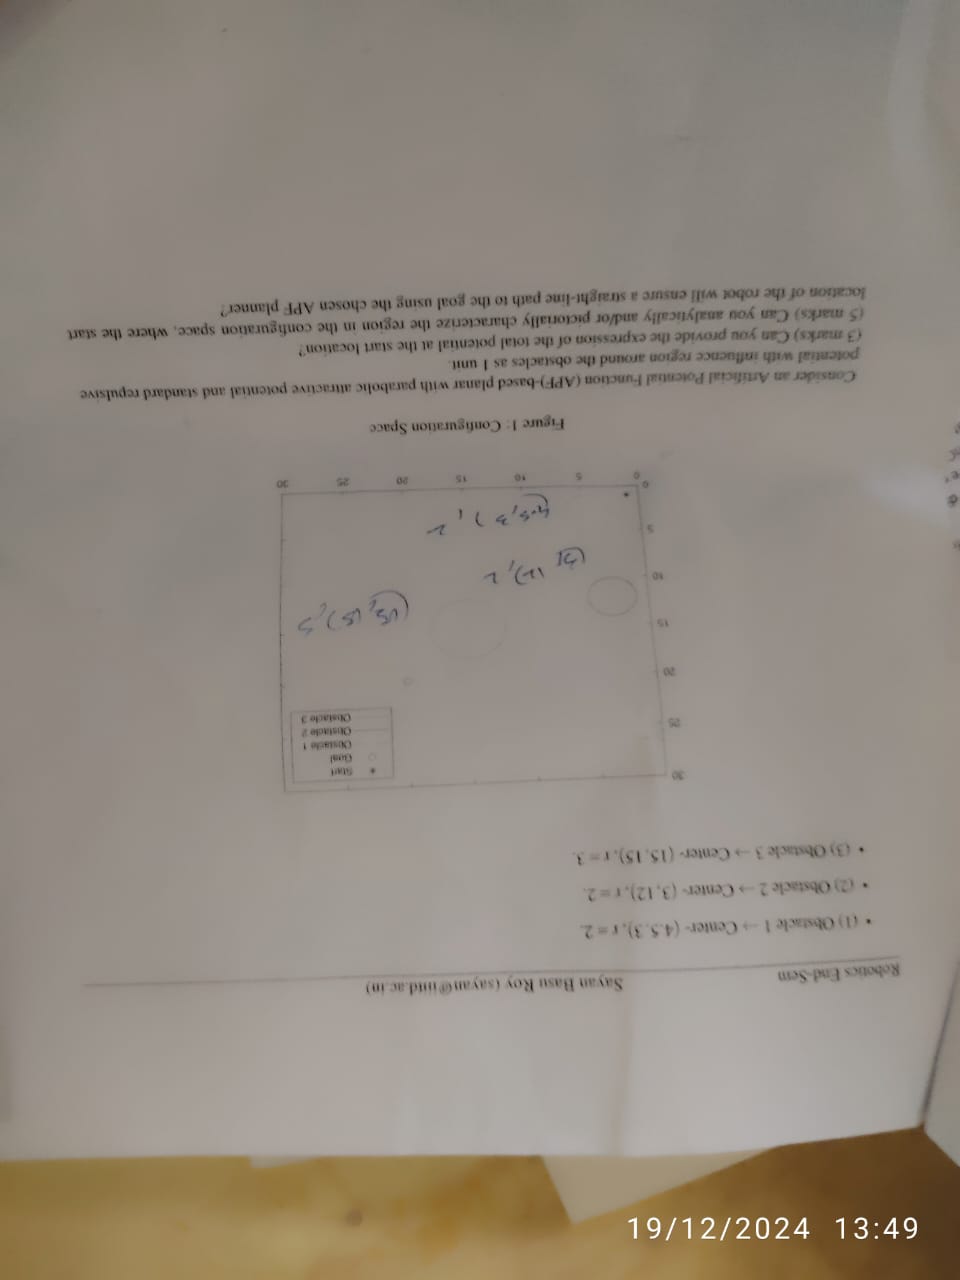 Robotics End-Sem Sayan Basu Roy (sayan@iiitd.ac.in)
• (1) Obstacle 1 → Center- (4.5, 3), r = 2.
• (2) Obstacle 2 → Center- (3, 12), r = 2.
• (3) Obstacle 3 → Center- (15, 15), r = 3.
30
25
20
15
10
5
0
* Start
Goal
Obstacle 1
Obstacle 2
Obstacle 3
(15, 15), 3
12), 2
(4.5, 3), 2
0 5 10 15 20 25 30
Figure 1: Configuration Space
Consider an Artificial Potential Function (APF)-based planar with parabolic attractive potential and standard repulsive
potential with influence region around the obstacles as 1 unit.
(3 marks) Can you provide the expression of the total potential at the start location?
(5 marks) Can you analytically and/or pictorially characterize the region in the configuration space, where the start
location of the robot will ensure a straight-line path to the goal using the chosen APF planner?
19/12/2024 13:49